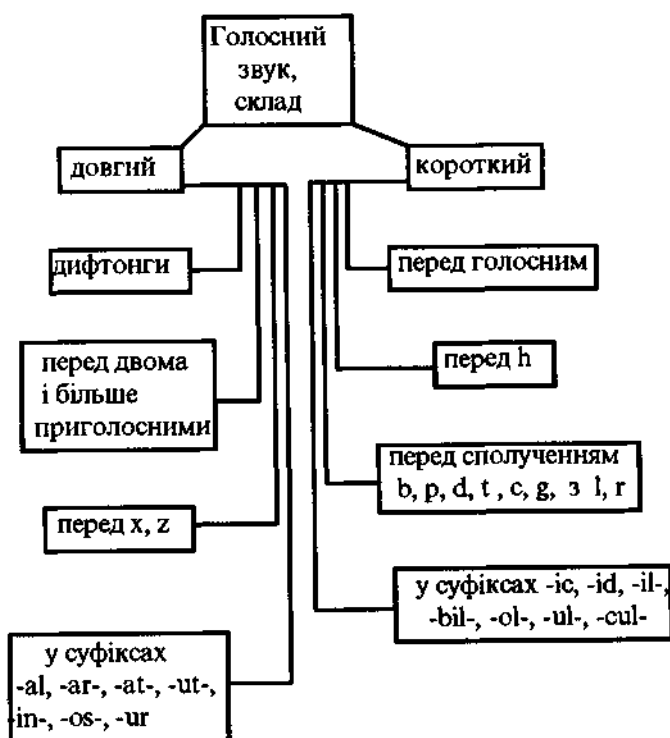 Голосний
звук,
склад
довгий
короткий
дифтонги
перед голосним
перед двома
і більше
приголосними
перед h
перед сполученням
b, p, d, t , c, g, з l, r
перед x, z
у суфіксах -ic, -id, -il-,
-bil-, -ol-, -ul-, -cul-
у суфіксах
-al, -ar-, -at-, -ut-,
-in-, -os-, -ur